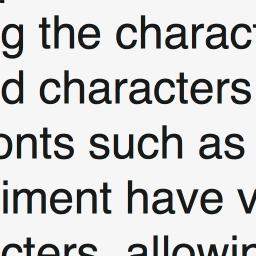 g the charact
d characters
onts such as
iment have v
cters, allowin